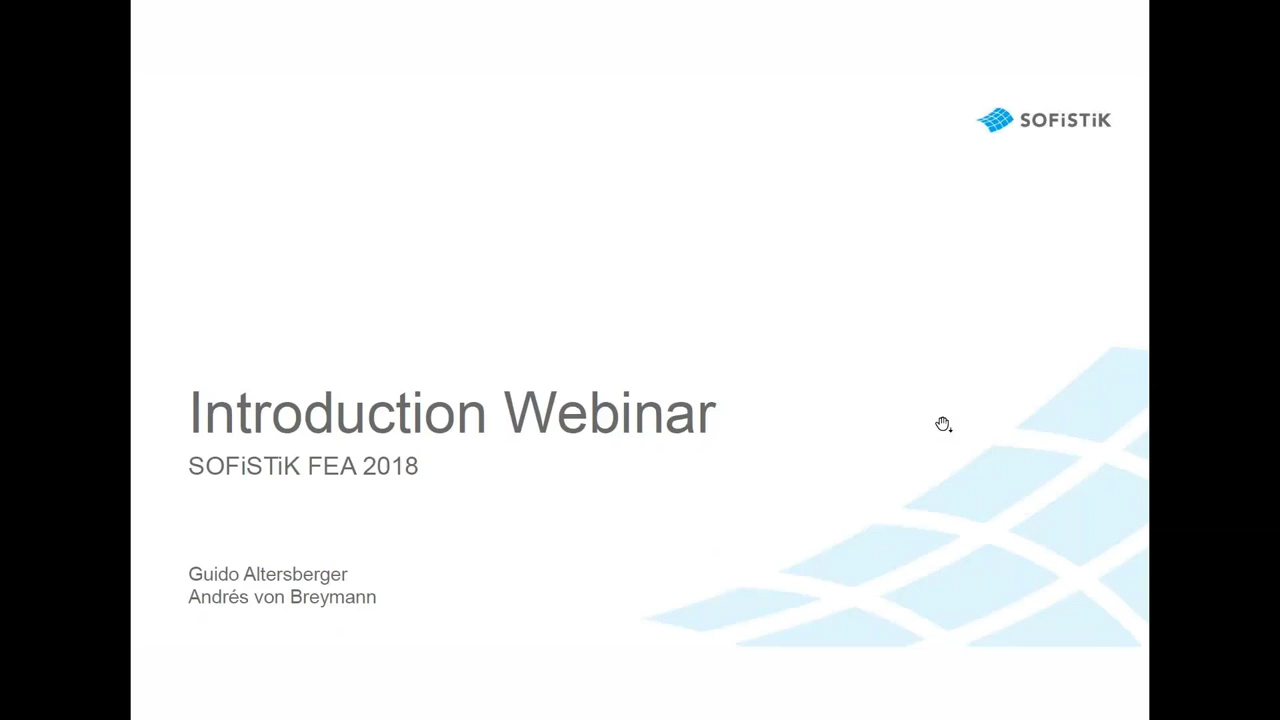 SOFiSTiK
Introduction Webinar
SOFiSTiK FEA 2018
Guido Altersberger
Andrés von Breymann